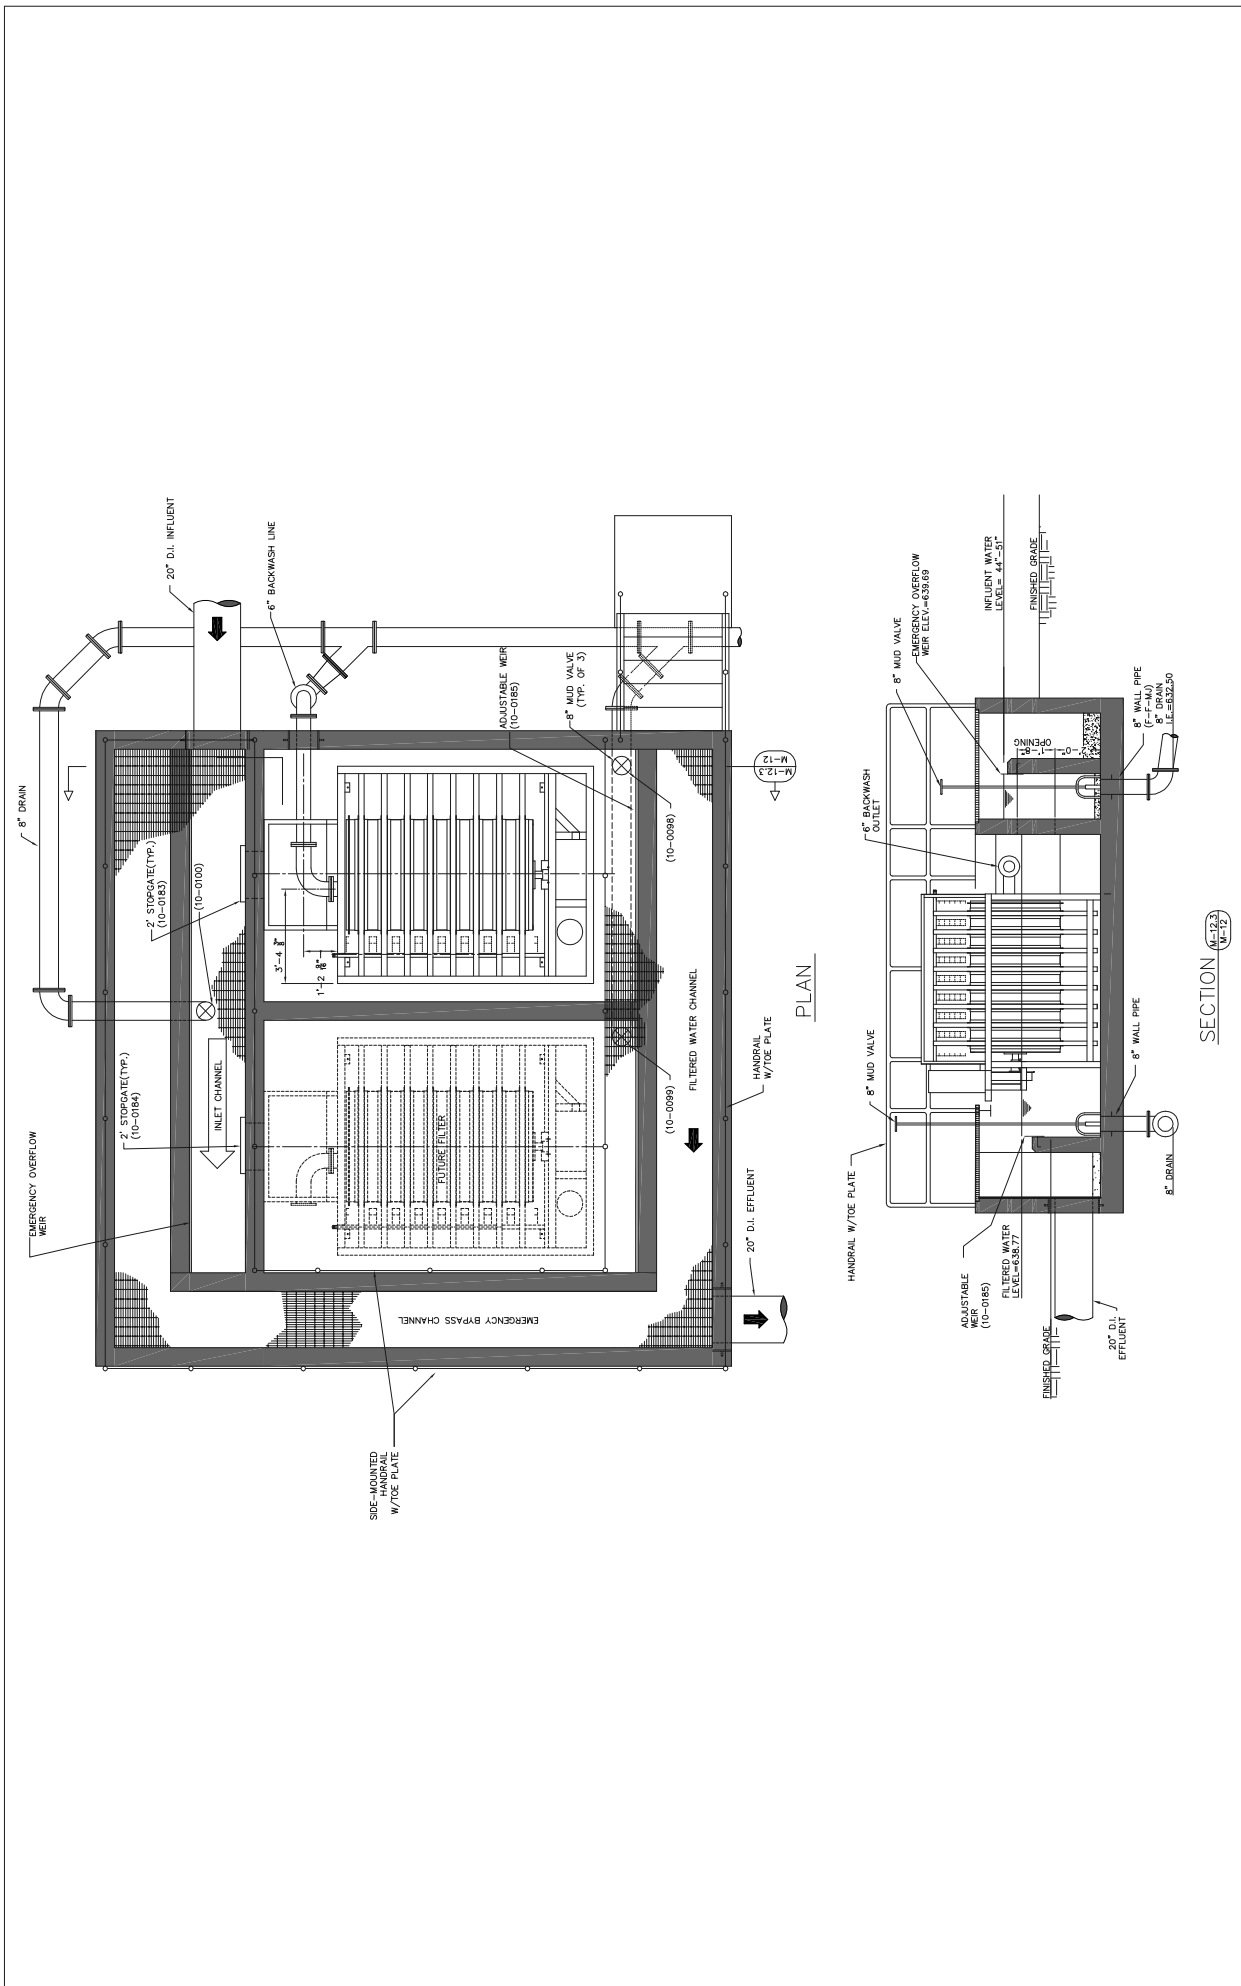 8" DRAIN
20" D.I. INFLUENT
6" BACKWASH LINE
2' STOPGATE(TYP.)
(10-0183)
(10-0100)
EMERGENCY OVERFLOW
WEIR
2' STOPGATE(TYP.)
(10-0184)
INLET CHANNEL
3'-4
1'-2
ADJUSTABLE WEIR
(10-0185)
8" MUD VALVE
(TYP. OF 3)
(10-0098)
(10-0099)
M-12.3
M-12
FUTURE FILTER
FILTERED WATER CHANNEL
EMERGENCY BYPASS CHANNEL
HANDRAIL
W/TOE PLATE
20" D.I. EFFLUENT
SIDE-MOUNTED
HANDRAIL
W/TOE PLATE
PLAN
HANDRAIL W/TOE PLATE
8" MUD VALVE
6" BACKWASH
OUTLET
8" MUD VALVE
EMERGENCY OVERFLOW
WEIR ELEV.=639.69
INFLUENT WATER
LEVEL= 44"-51"
FINISHED GRADE
OPENING
1'-8"
8" WALL PIPE
(F-F-MJ)
8" DRAIN
I.E.=632.50
ADJUSTABLE
WEIR
(10-0185)
FILTERED WATER
LEVEL=638.77
FINISHED GRADE
20" D.I.
EFFLUENT
8" WALL PIPE
8" DRAIN
SECTION
M-12.3
M-12